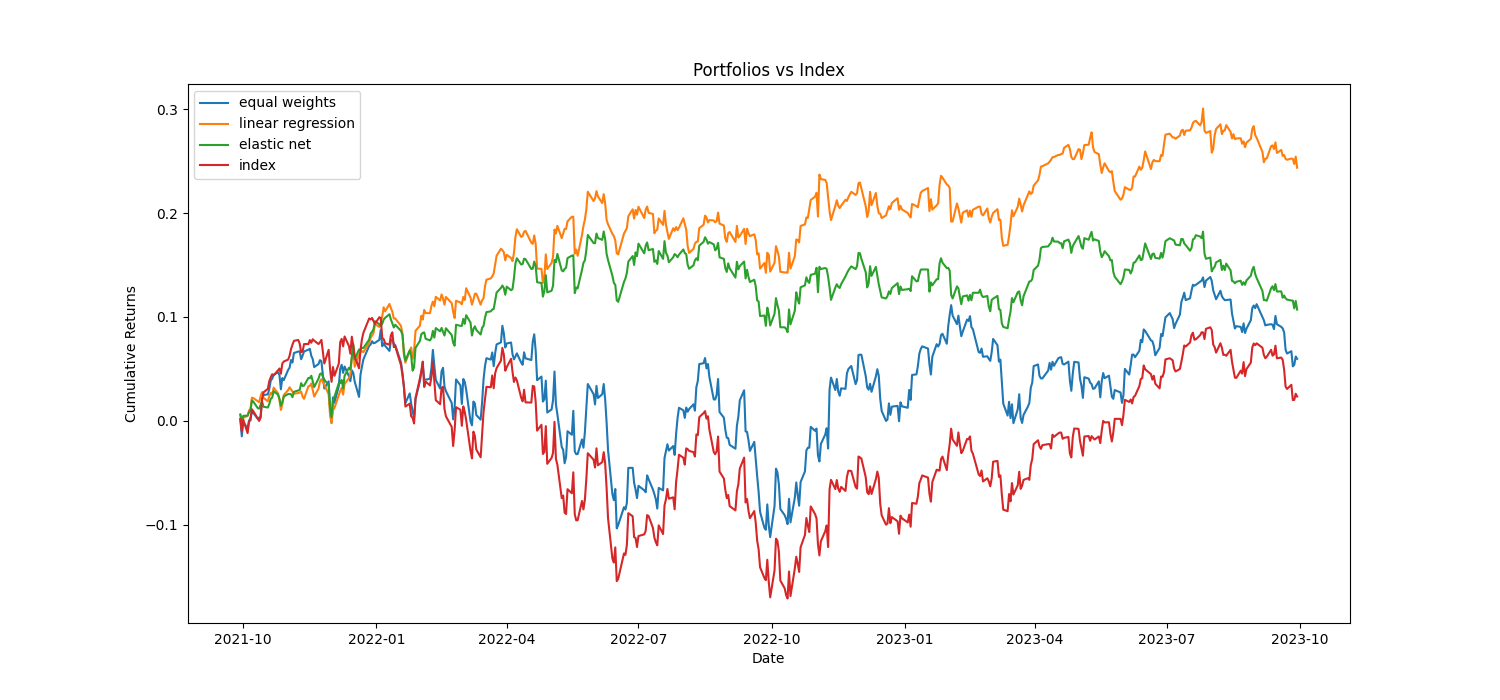 Portfolios vs Index
equal weights
linear regression
elastic net
index
Cumulative Returns
0.3
0.2
0.1
0.0
−0.1
2021-10 2022-01 2022-04 2022-07 2022-10 2023-01 2023-04 2023-07 2023-10
Date